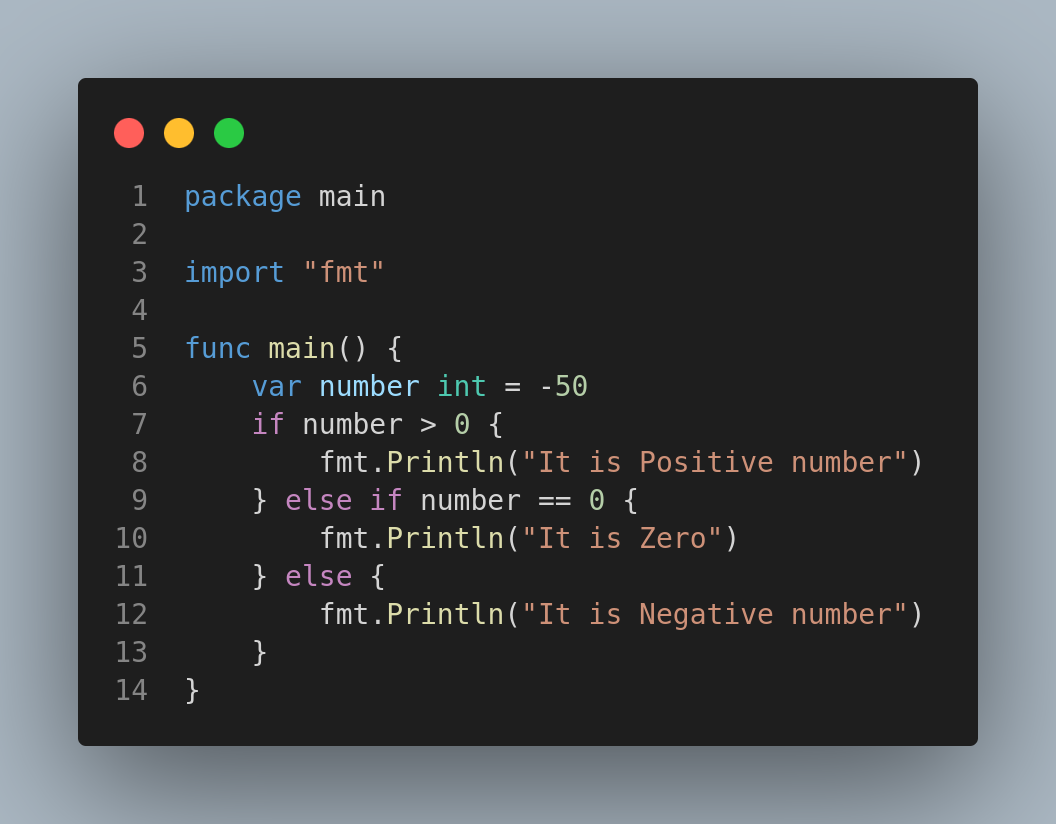 1 package main
2
3 import "fmt"
4
5 func main() {
6     var number int = -50
7     if number > 0 {
8         fmt.Println("It is Positive number")
9     } else if number == 0 {
10         fmt.Println("It is Zero")
11     } else {
12         fmt.Println("It is Negative number")
13     }
14 }